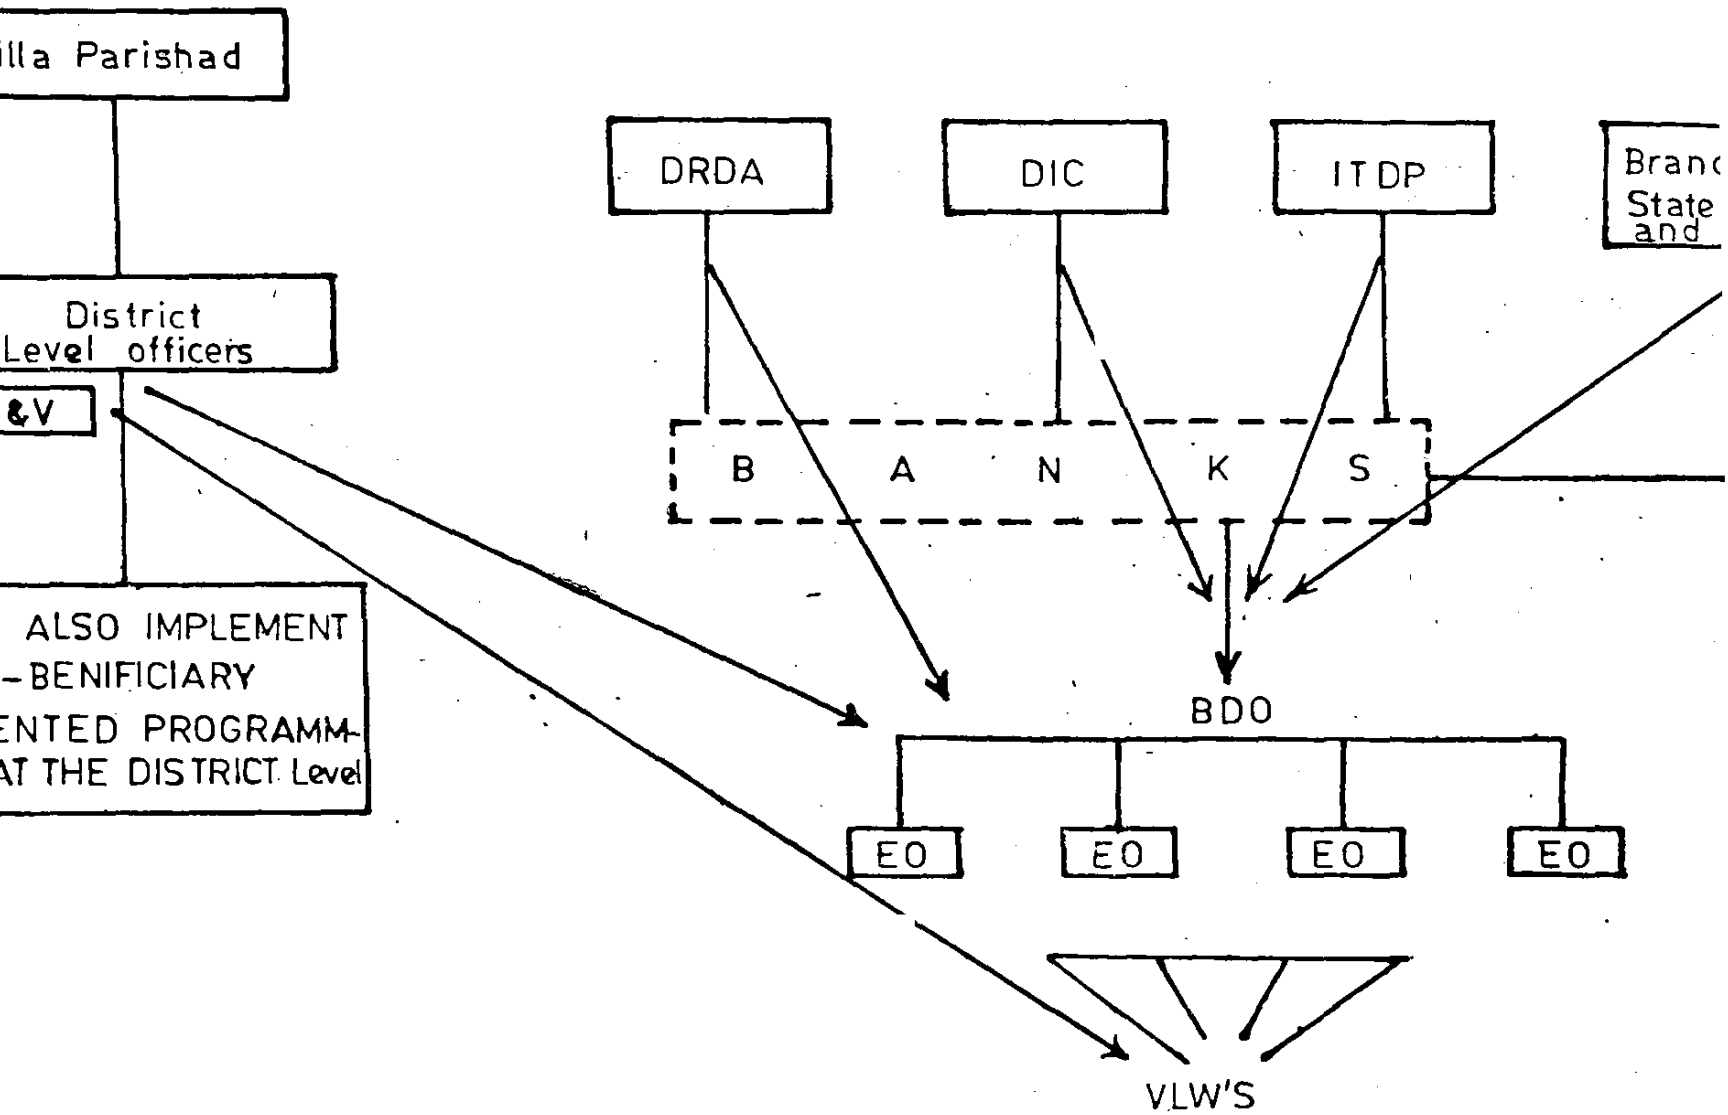 illa Parishad
DRDA
DIC
ITDP
Branc
State
and
District
Level officers
&V
B A N K S
ALSO IMPLEMENT
-BENIFICIARY
ENTED PROGRAMM-
AT THE DISTRICT Level
BDO
EO EO EO EO
VLW'S